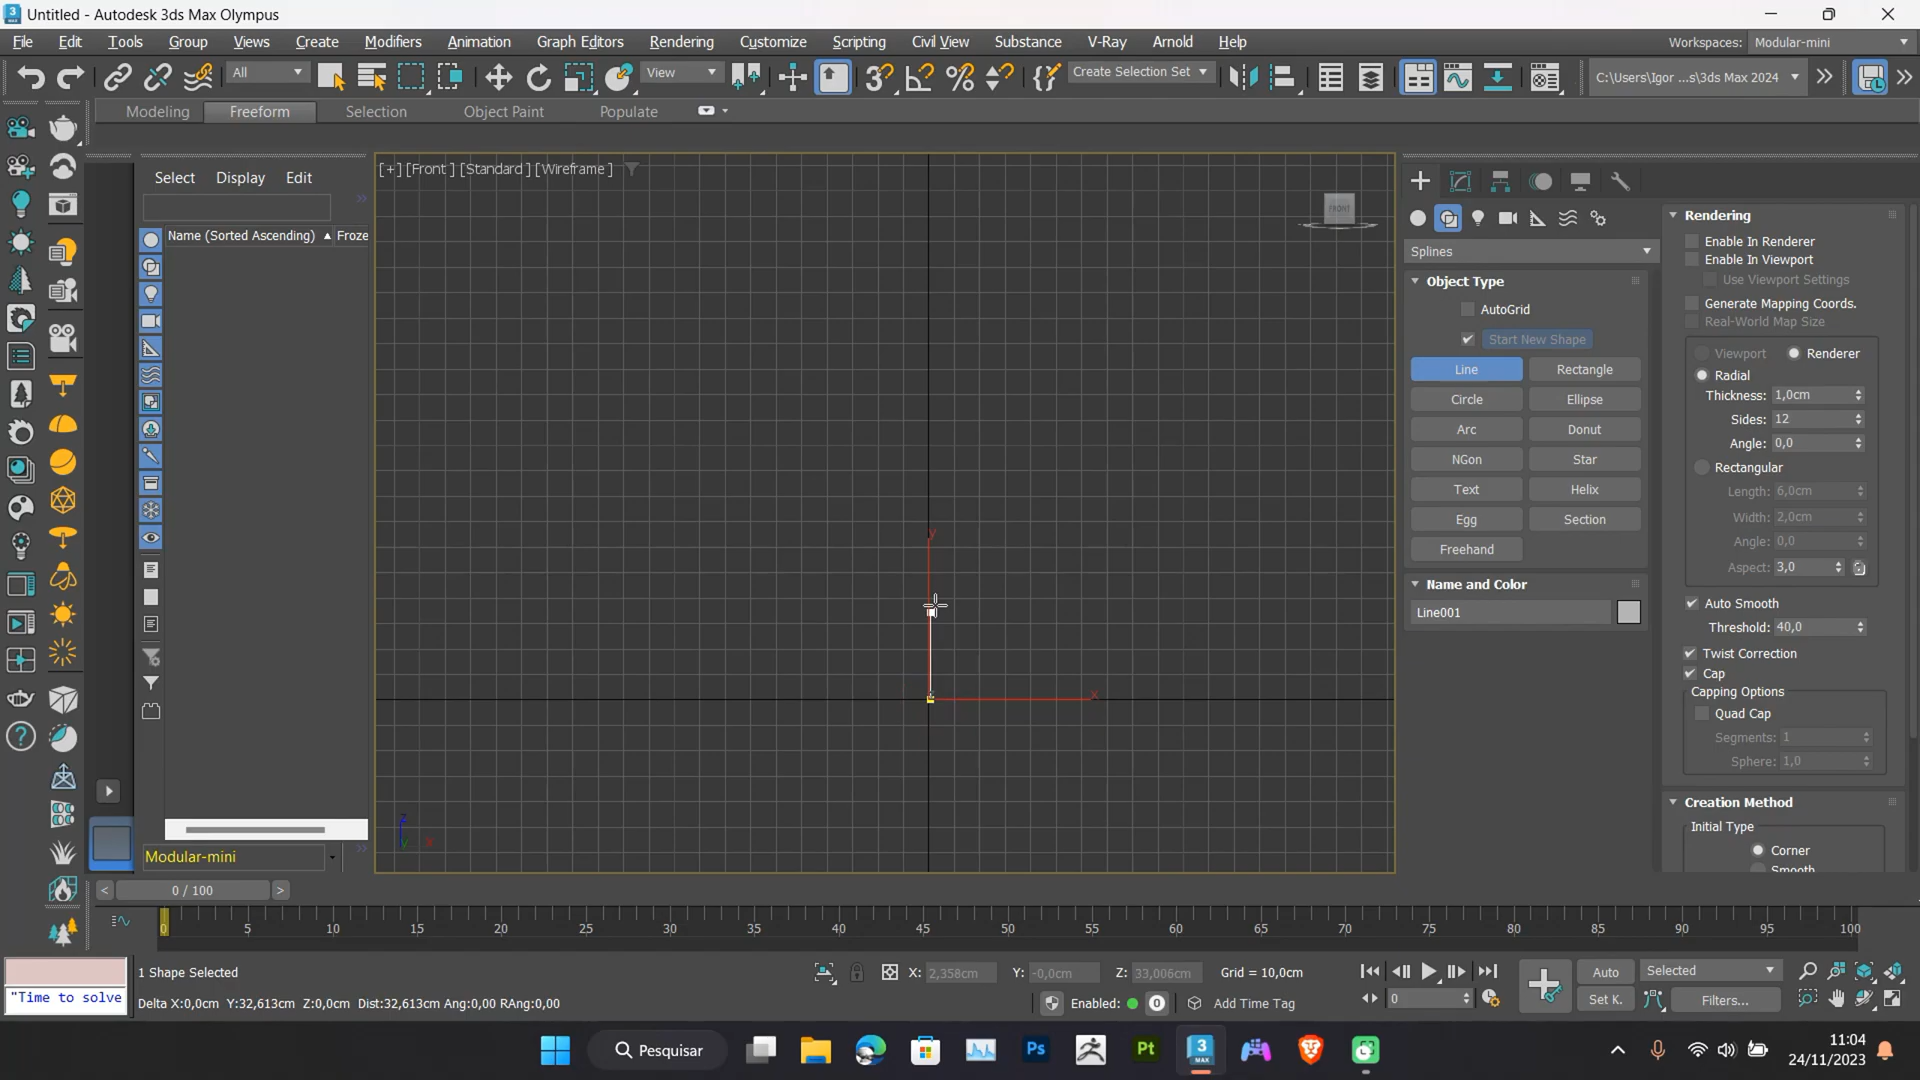 Untitled - Autodesk 3ds Max Olympus
File Edit Tools Group Views Create Modifiers Animation Graph Editors Rendering Customize Scripting Civil View Substance V-Ray Arnold Help Workspaces: Modular-mini
All View Create Selection Set C:\Users\Igor ...s\3ds Max 2024
Modeling Freeform Selection Object Paint Populate
[+] [Front ] [Standard ] [Wireframe ]
Select Display Edit
Name (Sorted Ascending) Froze
FRONT
Splines
Object Type
AutoGrid
Start New Shape
Line Rectangle
Circle Ellipse
Arc Donut
NGon Star
Text Helix
Egg Section
Freehand
Name and Color
Line001
Rendering
Enable In Renderer
Enable In Viewport
Use Viewport Settings
Generate Mapping Coords.
Real-World Map Size
Viewport Renderer
Radial
Thickness: 1,0cm
Sides: 12
Angle: 0,0
Rectangular
Length: 6,0cm
Width: 2,0cm
Angle: 0,0
Aspect: 3,0
Auto Smooth
Threshold: 40,0
Twist Correction
Cap
Capping Options
Quad Cap
Segments: 1
Sphere: 1,0
Creation Method
Initial Type
Corner
Smooth
y
x
z
y
x
Modular-mini
0 / 100
0 5 10 15 20 25 30 35 40 45 50 55 60 65 70 75 80 85 90 95 100
1 Shape Selected
X: 2,358cm Y: -0,0cm Z: 33,006cm Grid = 10,0cm
Auto Selected
"Time to solve
Delta X:0,0cm Y:32,613cm Z:0,0cm Dist:32,613cm Ang:0,00 RAng:0,00
Enabled: 0 Add Time Tag
0
Set K. Filters...
Pesquisar
Ps
Pt
3
MAX
11:04
24/11/2023